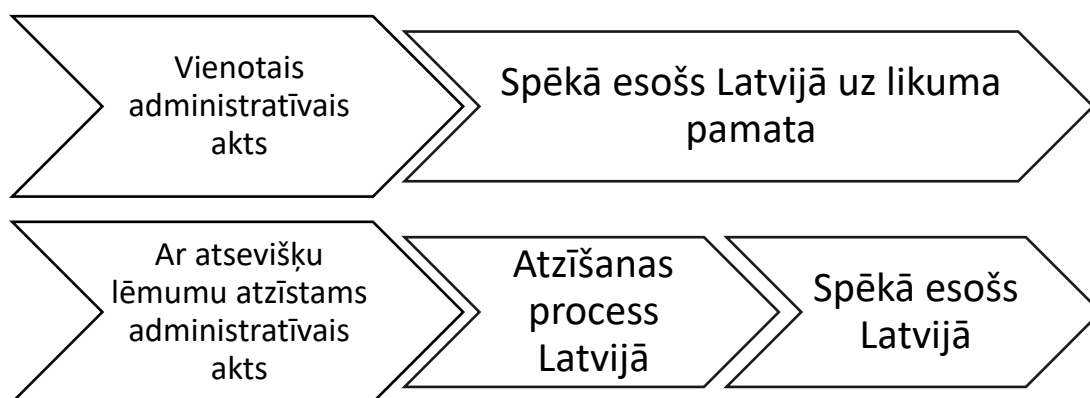 Vienotais
administratīvais
akts
Spēkā esošs Latvijā uz likuma
pamata
Ar atsevišķu
lēmumu atzīstams
administratīvais
akts
Atzīšanas
process
Latvijā
Spēkā esošs
Latvijā